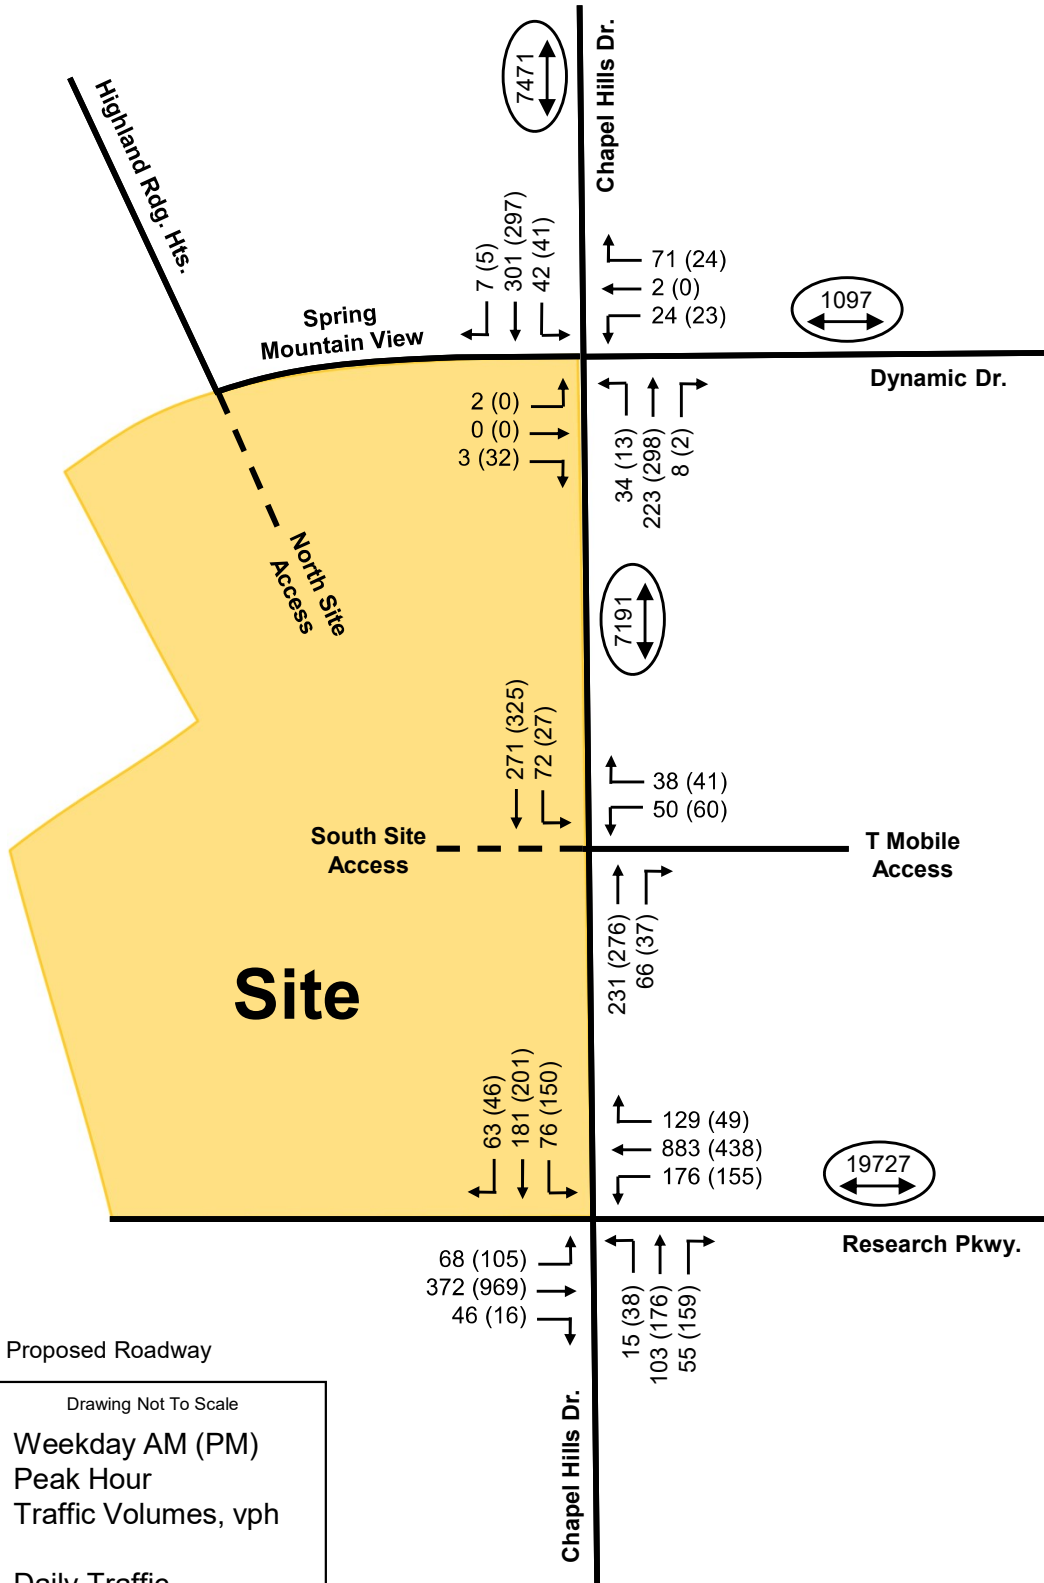 7471
Chapel Hills Dr.
Highland Rdg. Hts.
7 (5)
301 (297)
42 (41)
71 (24)
2 (0)
24 (23)
1097
Spring
Mountain View
Dynamic Dr.
2 (0)
0 (0)
3 (32)
34 (13)
223 (298)
8 (2)
North Site
Access
7191
271 (325)
72 (27)
38 (41)
50 (60)
South Site
Access
T Mobile
Access
231 (276)
66 (37)
Site
63 (46)
181 (201)
76 (150)
129 (49)
883 (438)
176 (155)
19727
Research Pkwy.
68 (105)
372 (969)
46 (16)
15 (38)
103 (176)
55 (159)
Proposed Roadway
Chapel Hills Dr.
Drawing Not To Scale
Weekday AM (PM)
Peak Hour
Traffic Volumes, vph
Daily Traffic